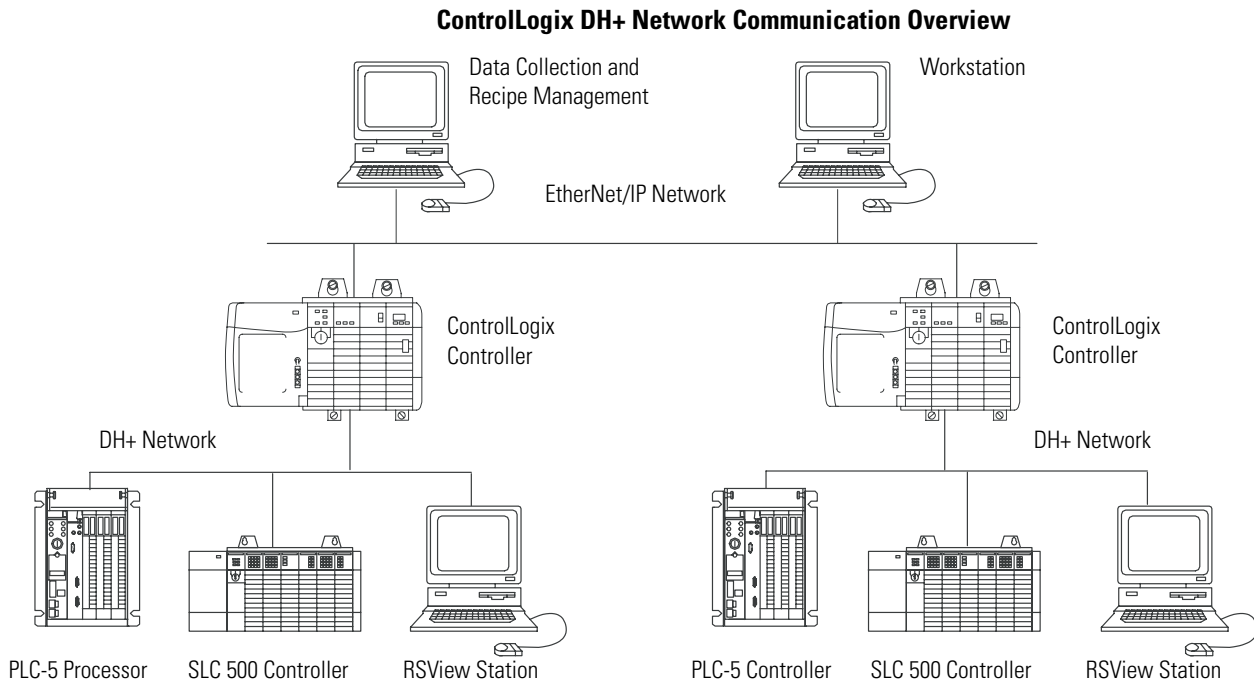 ControlLogix DH+ Network Communication Overview
Data Collection and
Recipe Management
Workstation
EtherNet/IP Network
ControlLogix
Controller
ControlLogix
Controller
DH+ Network
DH+ Network
PLC-5 Processor
SLC 500 Controller
RSView Station
PLC-5 Controller
SLC 500 Controller
RSView Station